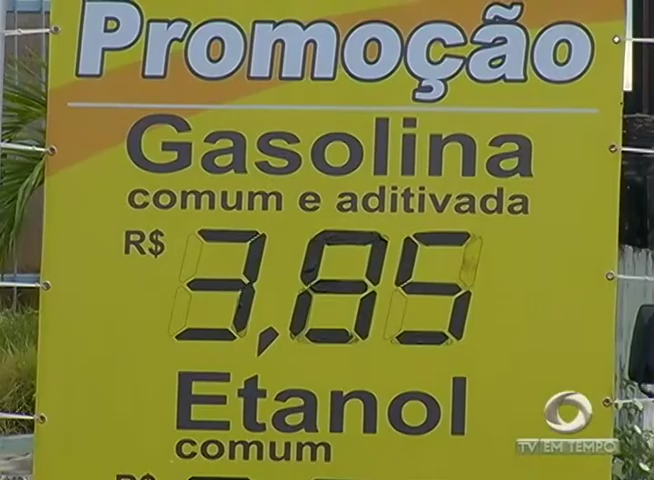 Promoção
Gasolina
comum e aditivada
R$ 3,85
Etanol
comum
R$
TV EM TEMPO